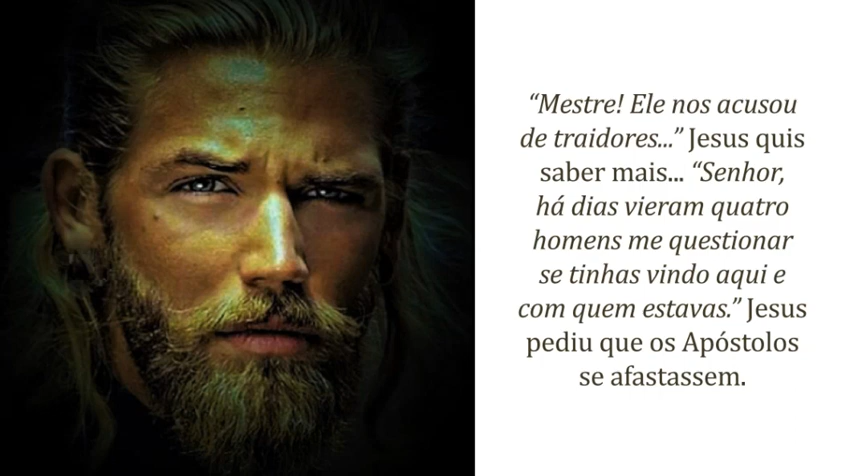 “Mestre! Ele nos acusou
de traidores...” Jesus quis
saber mais... “Senhor,
há dias vieram quatro
homens me questionar
se tinhas vindo aqui e
com quem estavas.” Jesus
pediu que os Apóstolos
se afastassem.